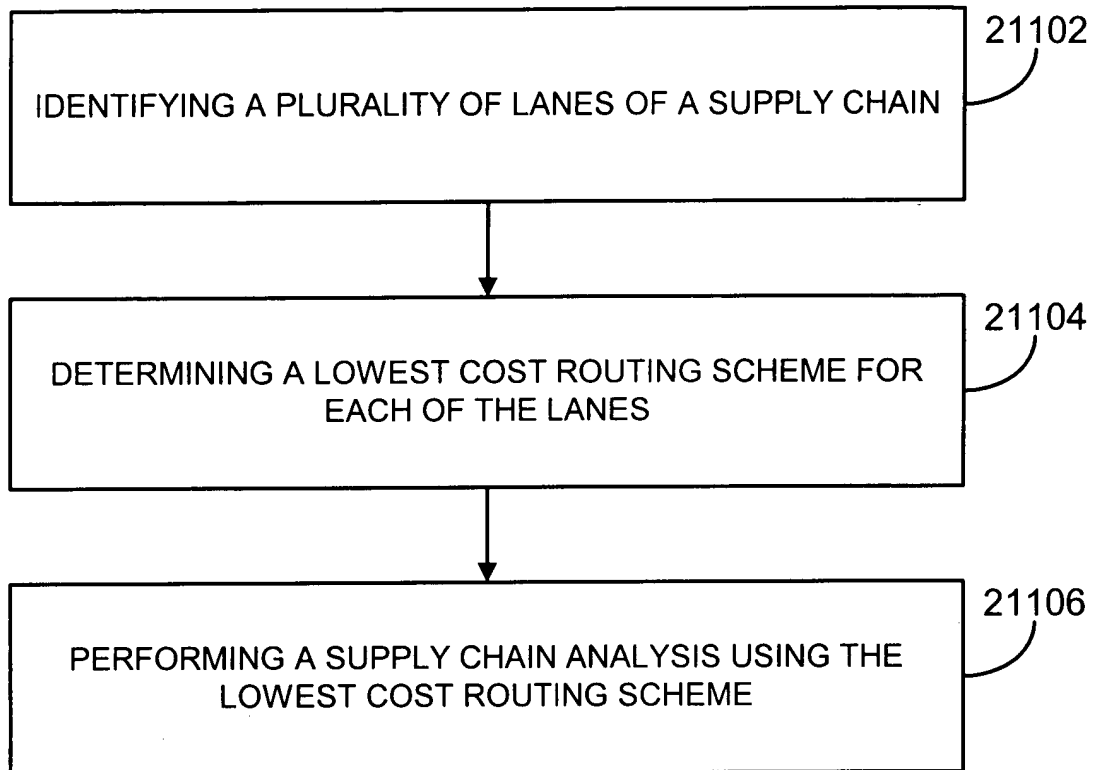 21102
IDENTIFYING A PLURALITY OF LANES OF A SUPPLY CHAIN
21104
DETERMINING A LOWEST COST ROUTING SCHEME FOR
EACH OF THE LANES
21106
PERFORMING A SUPPLY CHAIN ANALYSIS USING THE
LOWEST COST ROUTING SCHEME